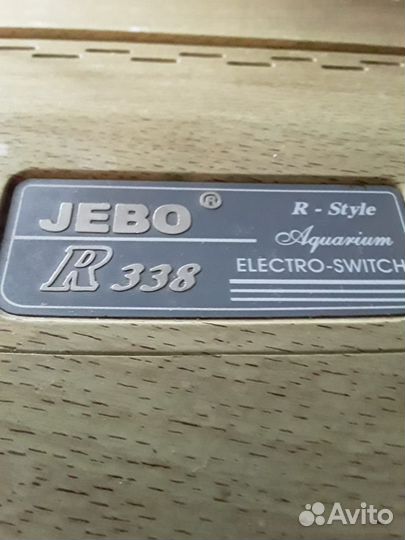 JEBO ®
R 338
R - Style
Aquarium
ELECTRO-SWITCH
Avito